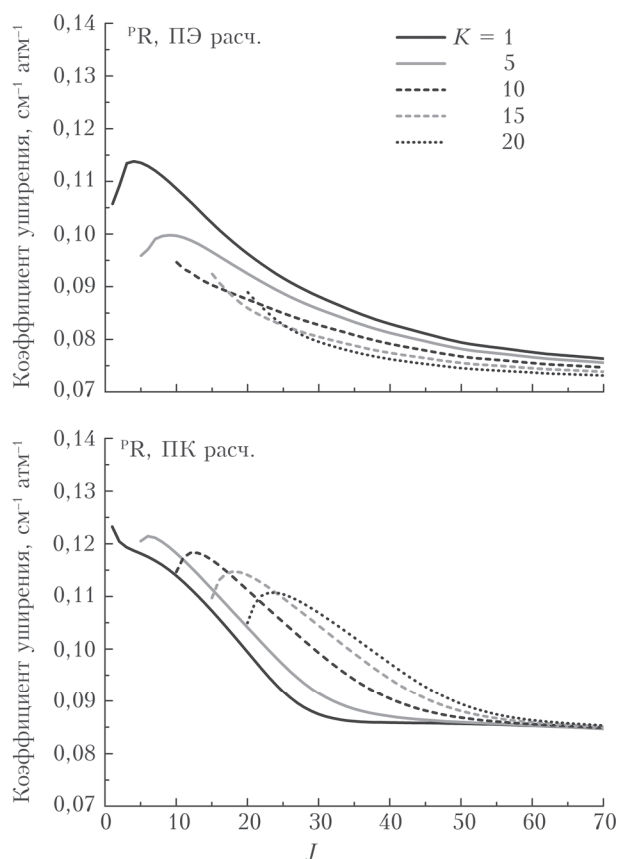 Коэффициент уширения, см⁻¹ атм⁻¹
0,14
0,13
0,12
0,11
0,10
0,09
0,08
0,07
ᴾR, ПЭ расч.
K = 1
5
10
15
20
Коэффициент уширения, см⁻¹ атм⁻¹
0,14
0,13
0,12
0,11
0,10
0,09
0,08
0,07
ᴾR, ПК расч.
0 10 20 30 40 50 60 70
J